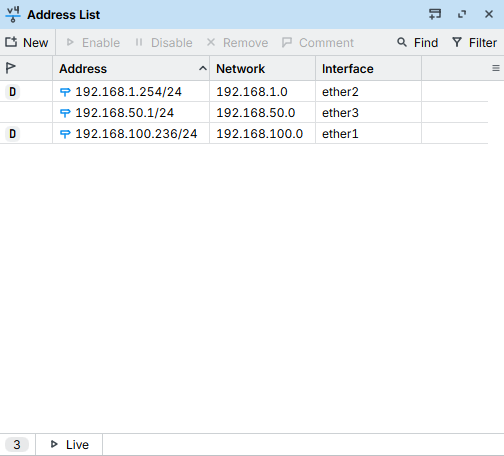 v4 Address List
New Enable Disable Remove Comment Find Filter
Address Network Interface
D 192.168.1.254/24 192.168.1.0 ether2
192.168.50.1/24 192.168.50.0 ether3
D 192.168.100.236/24 192.168.100.0 ether1
3 Live